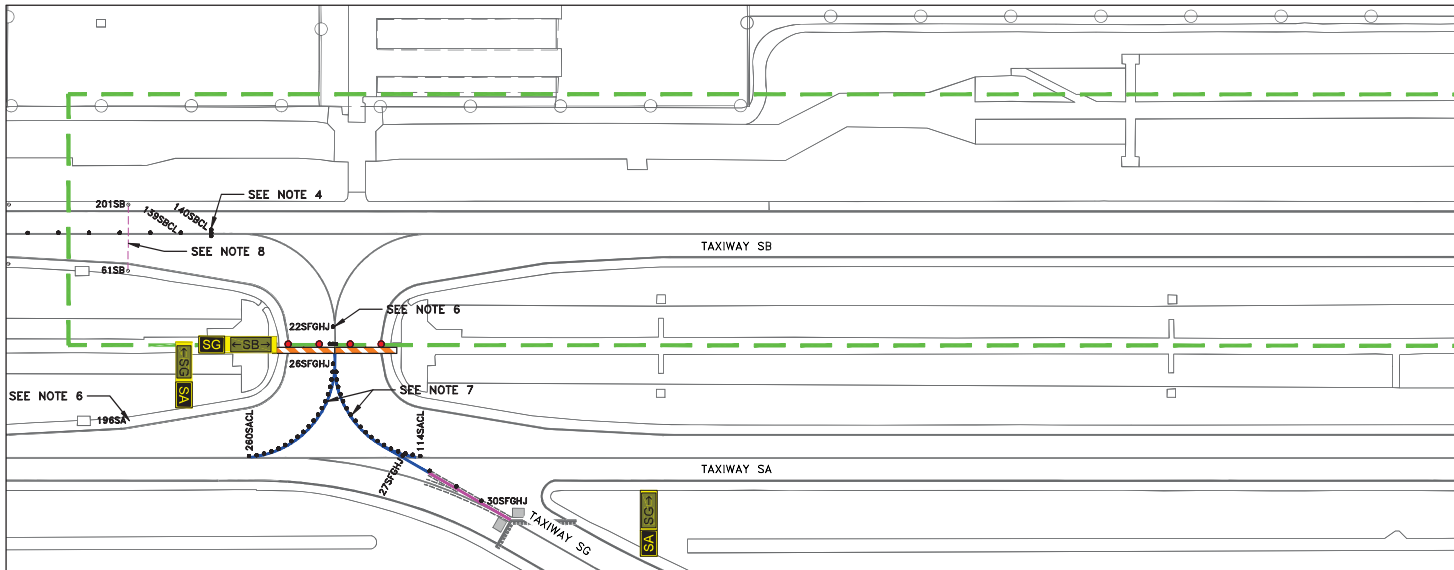 SEE NOTE 4
201SB
139SBCL
140SBCL
TAXIWAY SB
SEE NOTE 8
61SB
SEE NOTE 6
22SFGHJ
SG
←SB→
←SG
SA
26SFGHJ
SEE NOTE 7
SEE NOTE 6
196SA
260SACL
114SACL
TAXIWAY SA
27SFGHJ
30SFGHJ
TAXIWAY SG
SG→
SA